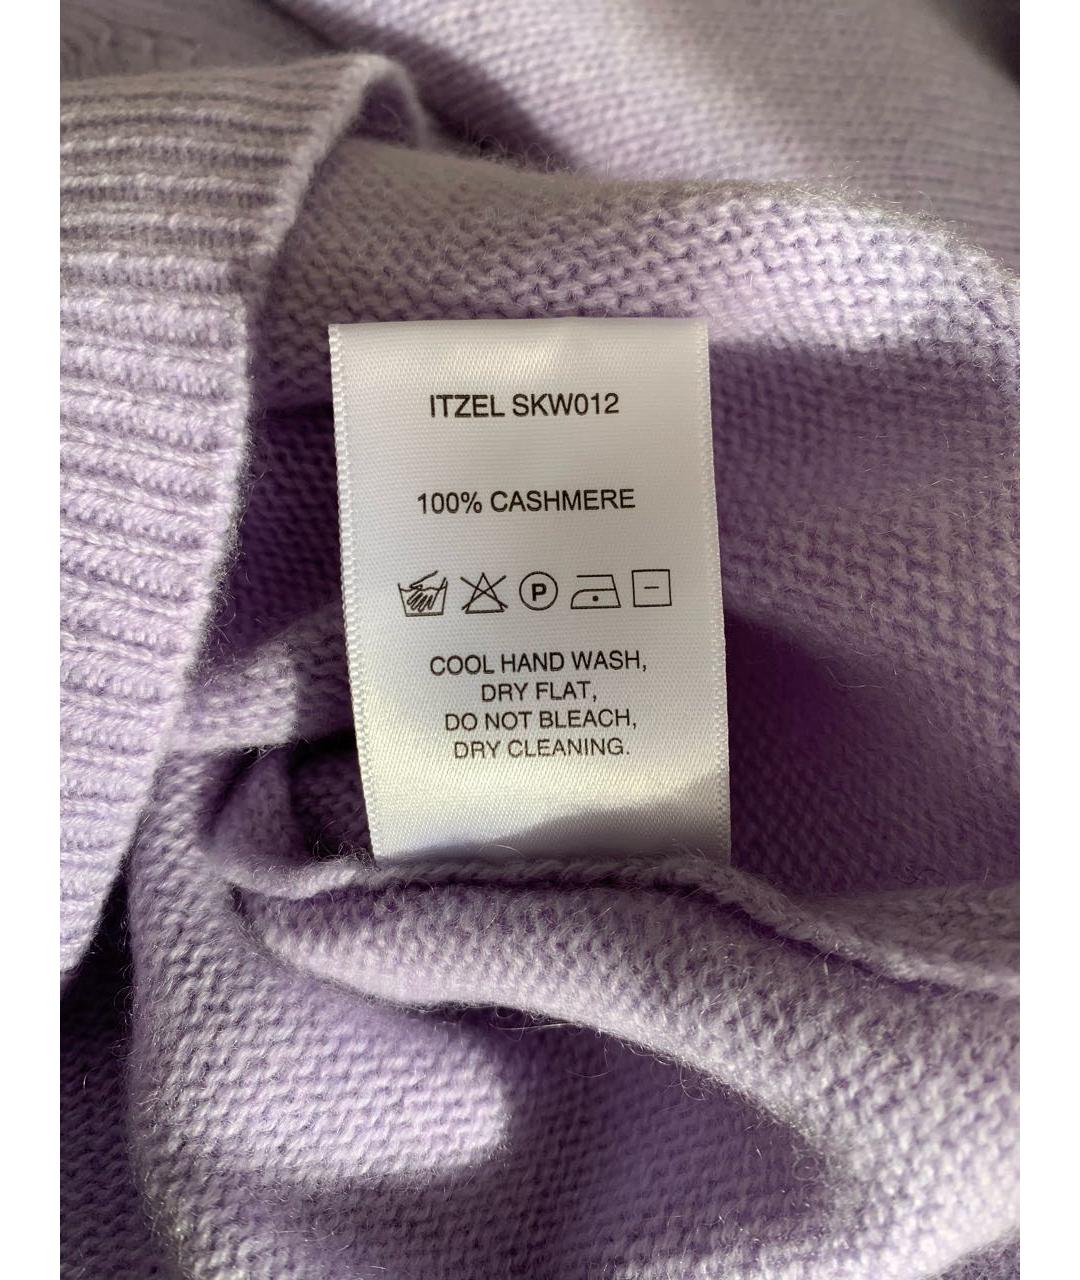 ITZEL SKW012
100% CASHMERE
P
COOL HAND WASH,
DRY FLAT,
DO NOT BLEACH,
DRY CLEANING.